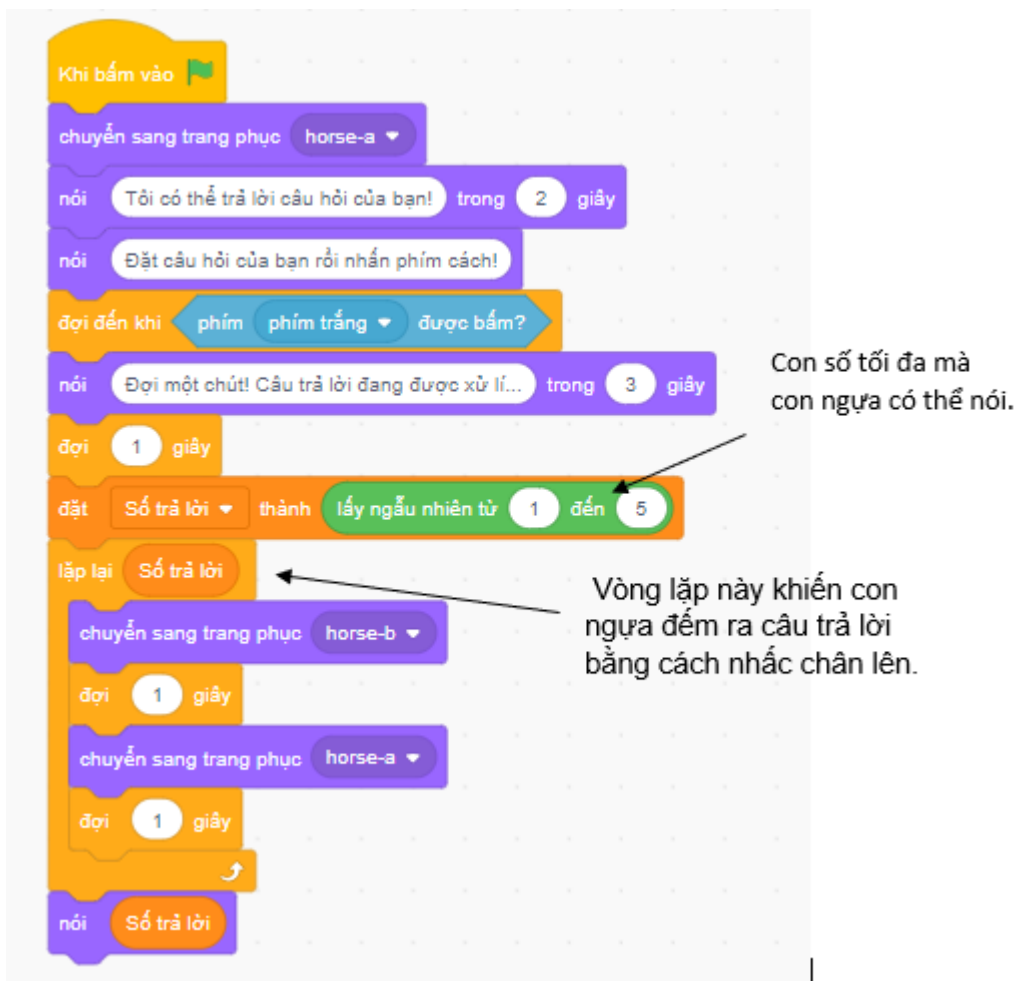 Khi bấm vào
chuyển sang trang phục horse-a
nói Tôi có thể trả lời câu hỏi của bạn! trong 2 giây
nói Đặt câu hỏi của bạn rồi nhấn phím cách!
đợi đến khi phím phím trắng được bấm?
nói Đợi một chút! Câu trả lời đang được xử lí... trong 3 giây
Con số tối đa mà
con ngựa có thể nói.
đợi 1 giây
đặt Số trả lời thành lấy ngẫu nhiên từ 1 đến 5
lặp lại Số trả lời
Vòng lặp này khiến con
ngựa đếm ra câu trả lời
bằng cách nhấc chân lên.
chuyển sang trang phục horse-b
đợi 1 giây
chuyển sang trang phục horse-a
đợi 1 giây
nói Số trả lời